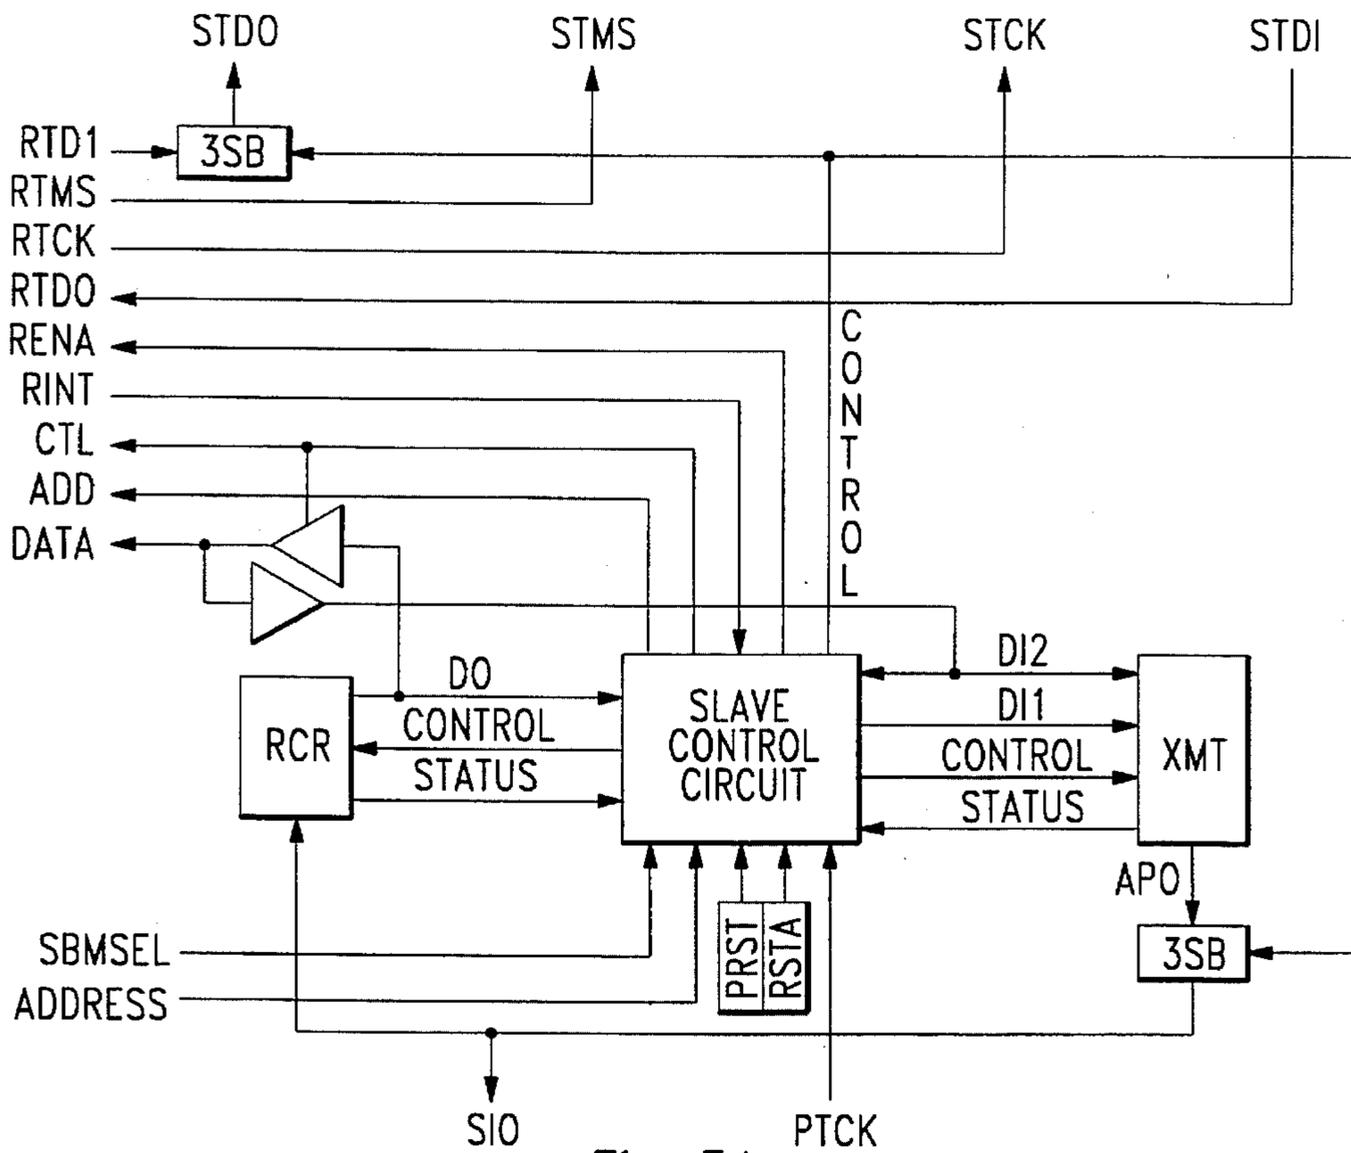 STDO STMS STCK STDI
RTD1
3SB
RTMS
RTCK
RTDO
RENA
RINT
CTL
ADD
DATA
CONTROL
DO
CONTROL
STATUS
RCR
SLAVE
CONTROL
CIRCUIT
DI2
DI1
CONTROL
STATUS
XMT
APO
3SB
PRST
RSTA
SBMSEL
ADDRESS
SIO
PTCK